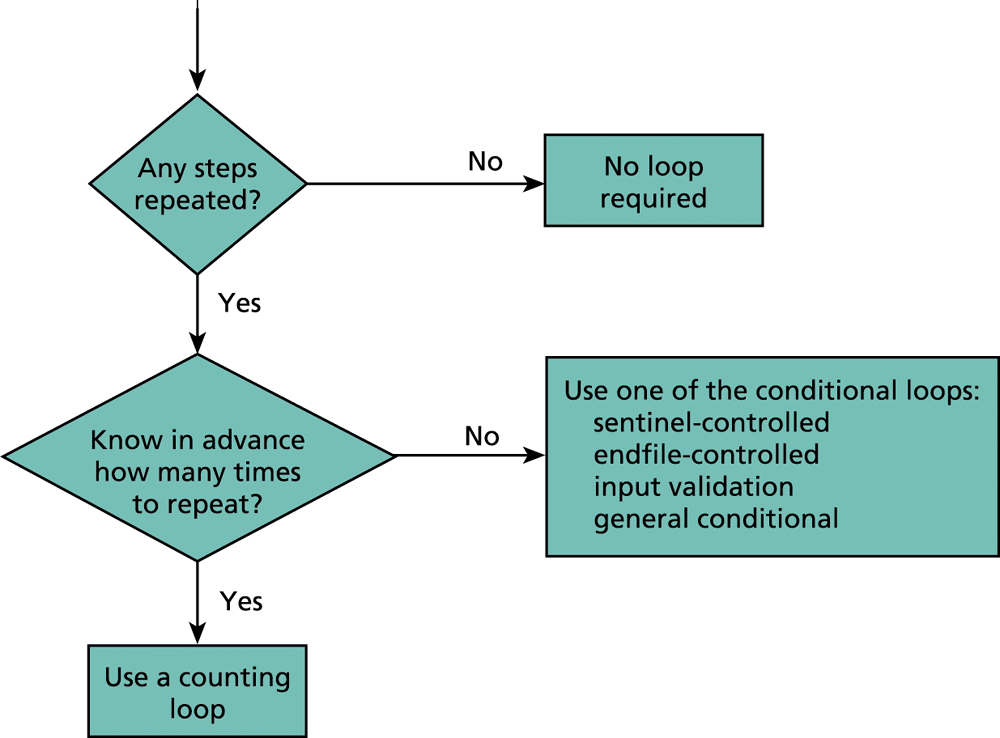 Any steps
repeated?
No
No loop
required
Yes
Know in advance
how many times
to repeat?
No
Use one of the conditional loops:
sentinel-controlled
endfile-controlled
input validation
general conditional
Yes
Use a counting
loop